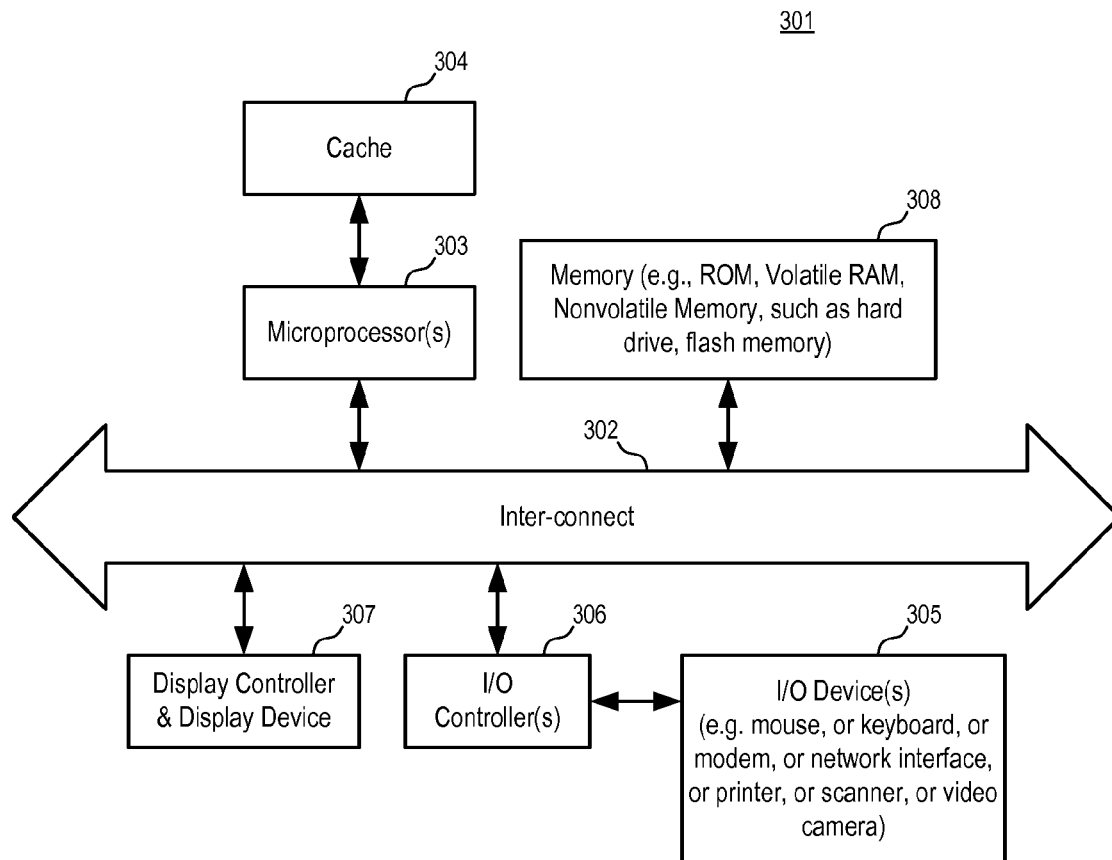 301
304
Cache
303
Microprocessor(s)
308
Memory (e.g., ROM, Volatile RAM,
Nonvolatile Memory, such as hard
drive, flash memory)
302
Inter-connect
307
Display Controller
& Display Device
306
I/O
Controller(s)
305
I/O Device(s)
(e.g. mouse, or keyboard, or
modem, or network interface,
or printer, or scanner, or video
camera)